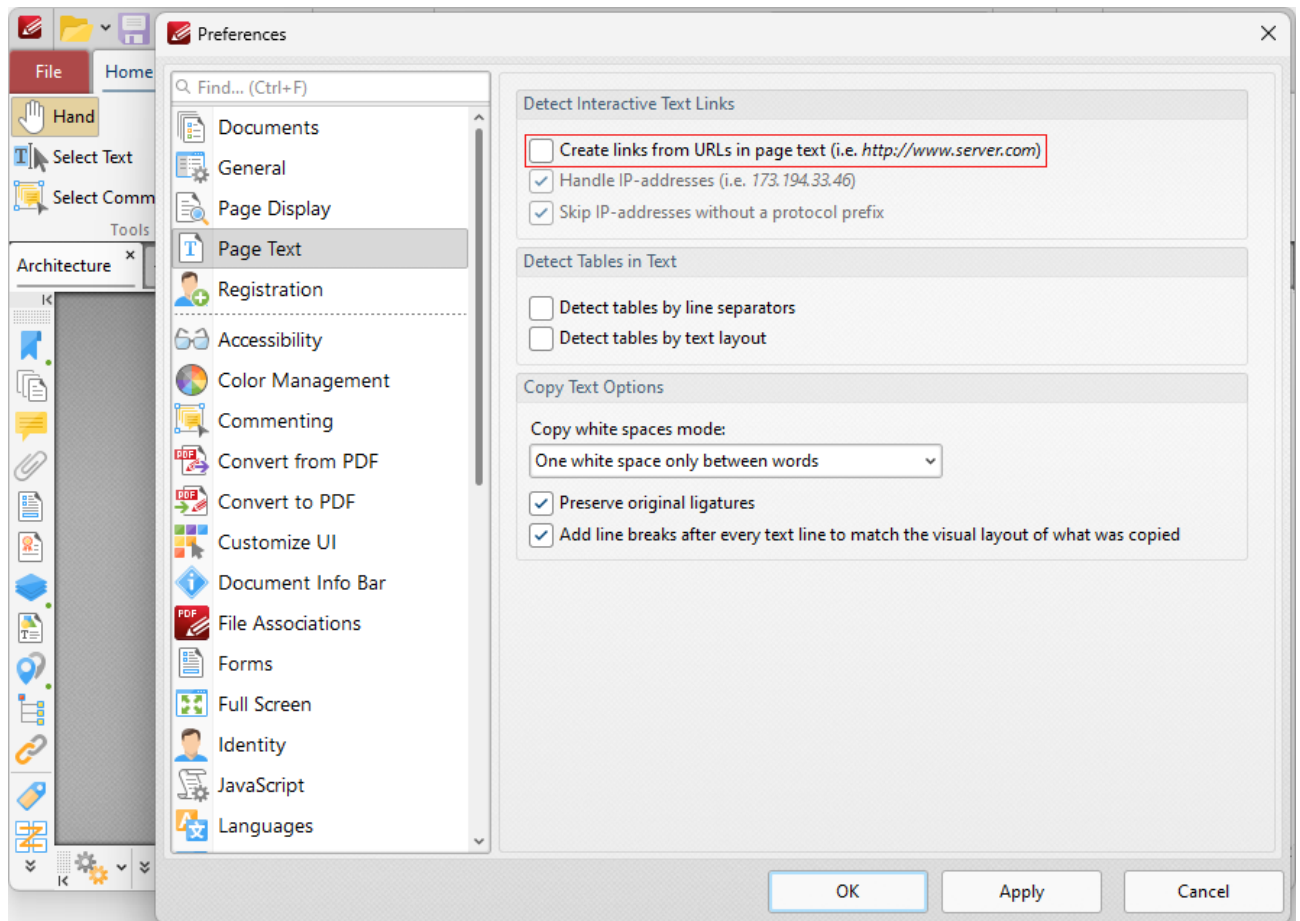 Preferences
File
Home
Hand
Select Text
Select Comm
Tools
Architecture ×
Find... (Ctrl+F)
Documents
General
Page Display
Page Text
Registration
Accessibility
Color Management
Commenting
Convert from PDF
Convert to PDF
Customize UI
Document Info Bar
File Associations
Forms
Full Screen
Identity
JavaScript
Languages
Detect Interactive Text Links
Create links from URLs in page text (i.e. http://www.server.com)
Handle IP-addresses (i.e. 173.194.33.46)
Skip IP-addresses without a protocol prefix
Detect Tables in Text
Detect tables by line separators
Detect tables by text layout
Copy Text Options
Copy white spaces mode:
One white space only between words
Preserve original ligatures
Add line breaks after every text line to match the visual layout of what was copied
OK
Apply
Cancel